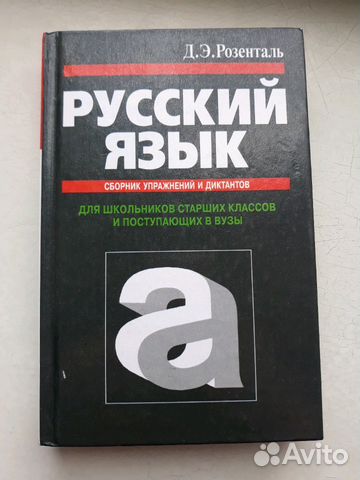 Д.Э.Розенталь
РУССКИЙ
ЯЗЫК
СБОРНИК УПРАЖНЕНИЙ И ДИКТАНТОВ
ДЛЯ ШКОЛЬНИКОВ СТАРШИХ КЛАССОВ
И ПОСТУПАЮЩИХ В ВУЗЫ
а
Avito